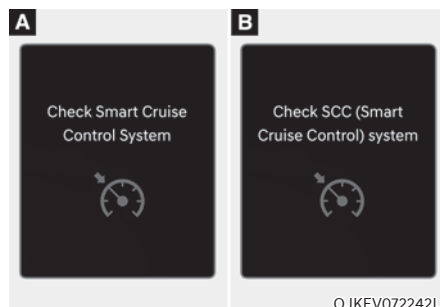 A
Check Smart Cruise
Control System
B
Check SCC (Smart
Cruise Control) system
OJKEV072242L